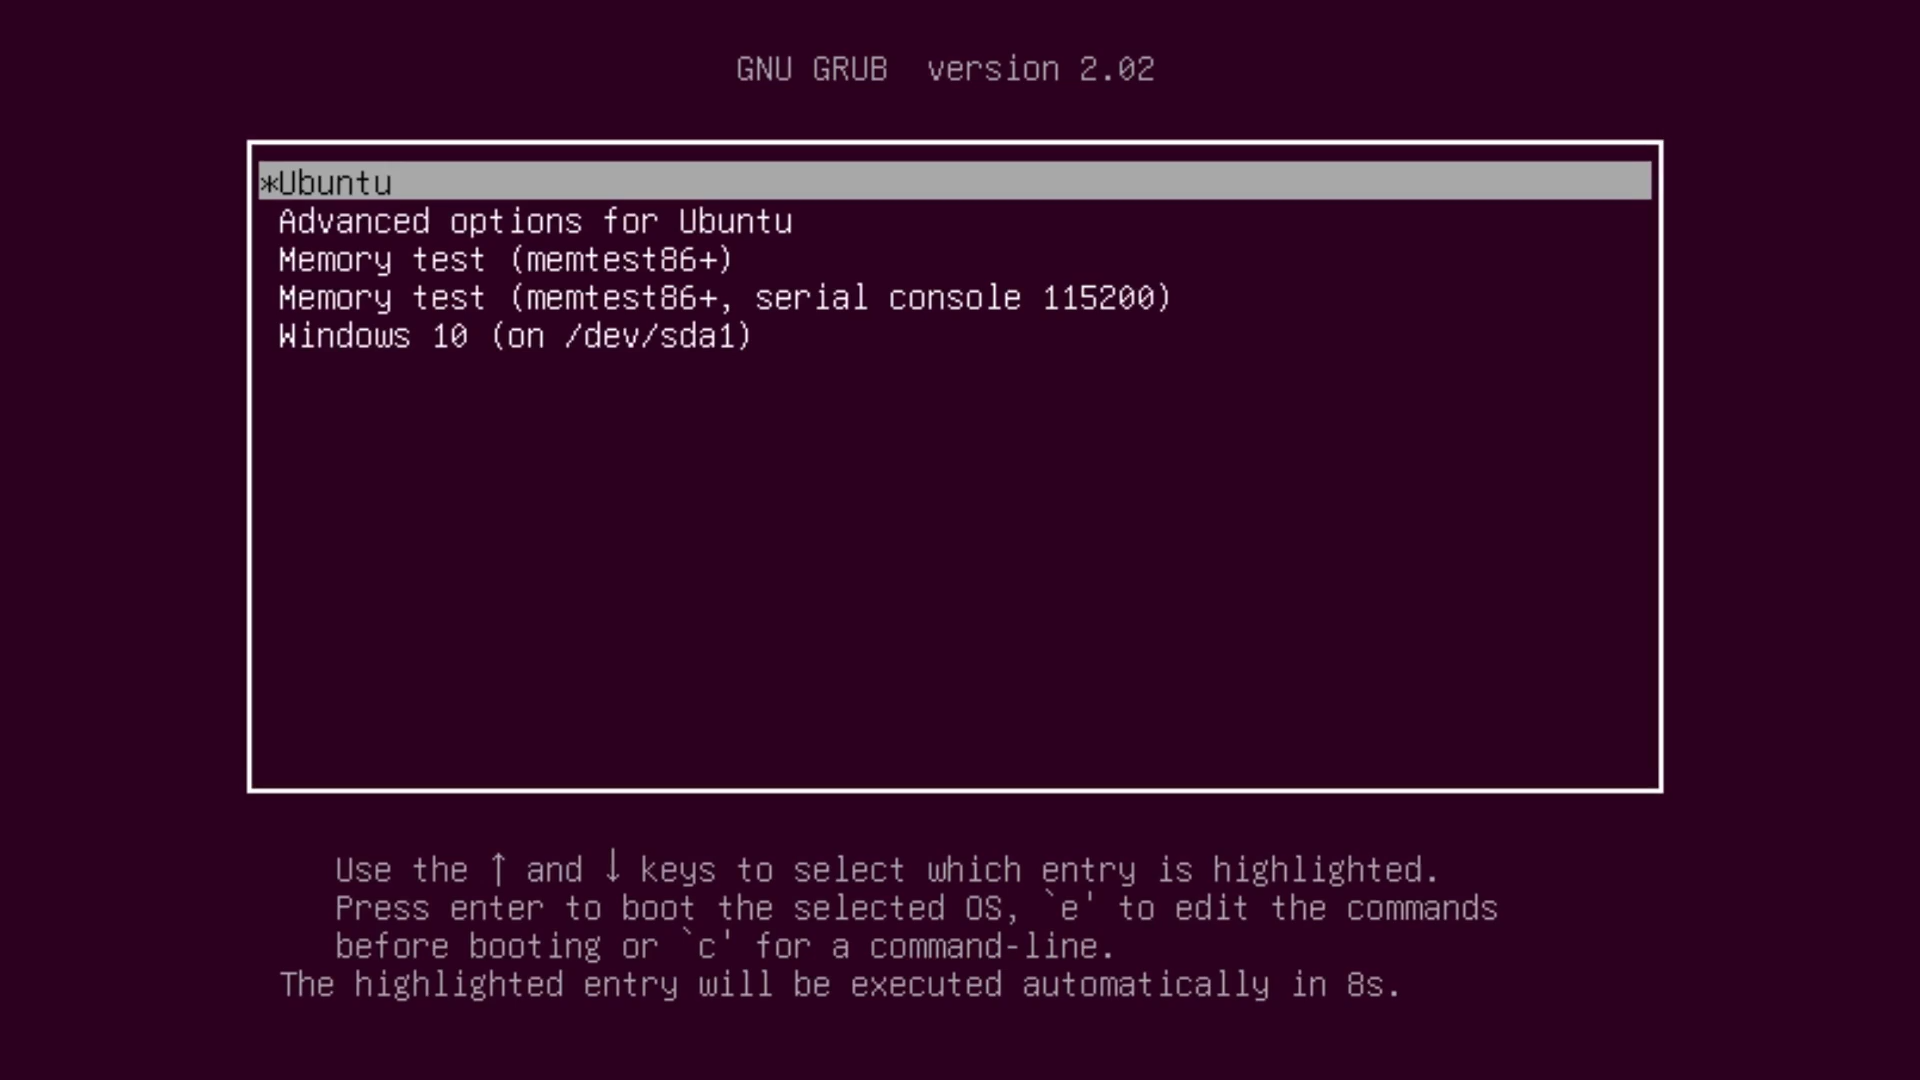 GNU GRUB  version 2.02
*Ubuntu
Advanced options for Ubuntu
Memory test (memtest86+)
Memory test (memtest86+, serial console 115200)
Windows 10 (on /dev/sda1)
Use the ↑ and ↓ keys to select which entry is highlighted.
Press enter to boot the selected OS, `e' to edit the commands
before booting or `c' for a command-line.
The highlighted entry will be executed automatically in 8s.